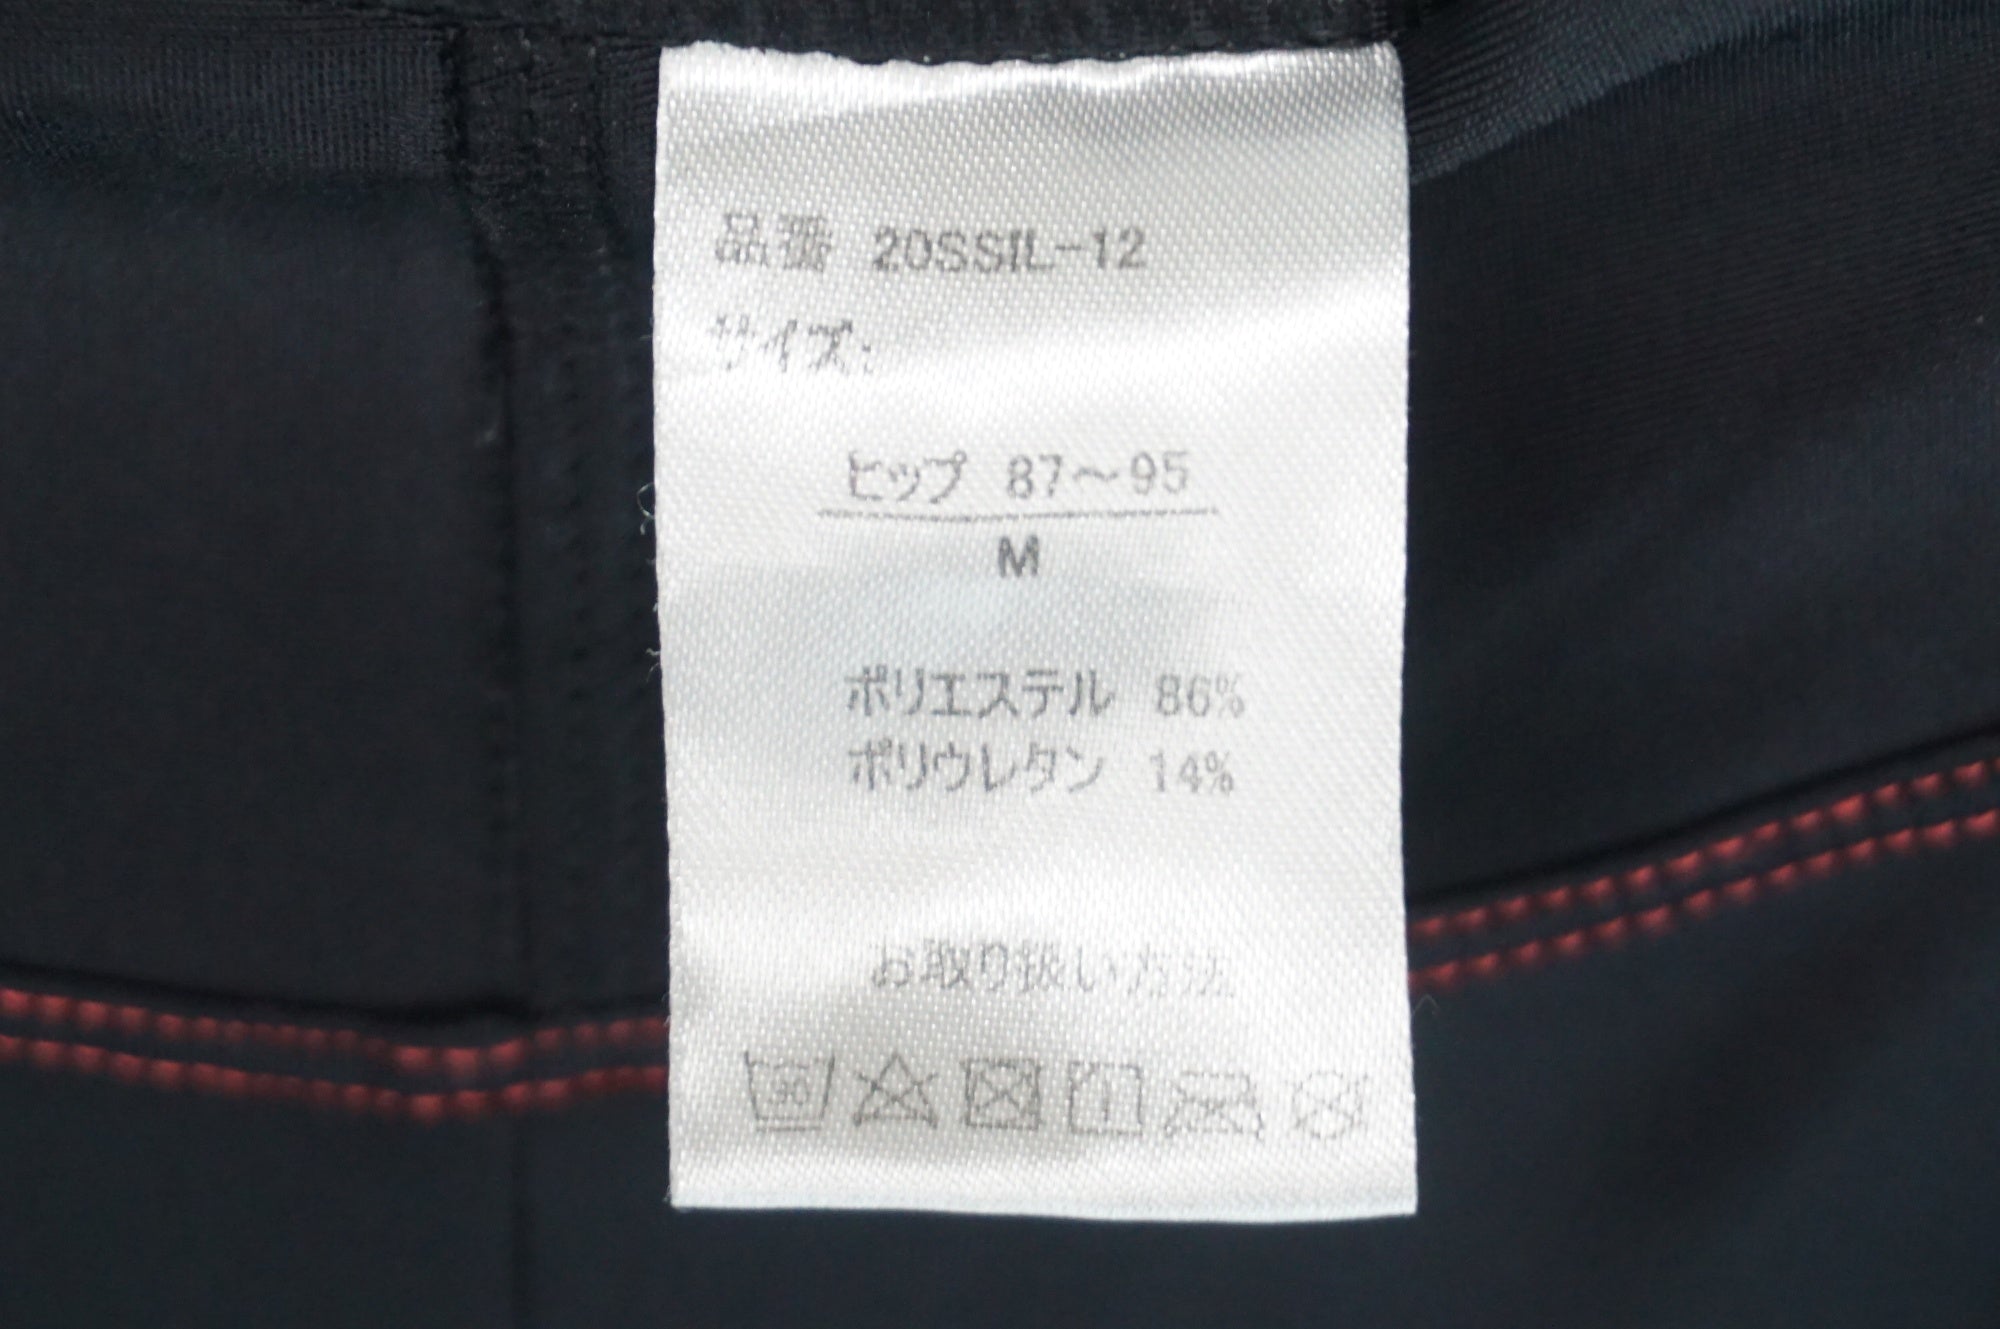 品番 20SSIL-12
サイズ:
ヒップ 87～95
M
ポリエステル 86%
ポリウレタン 14%
お取り扱い方法
30